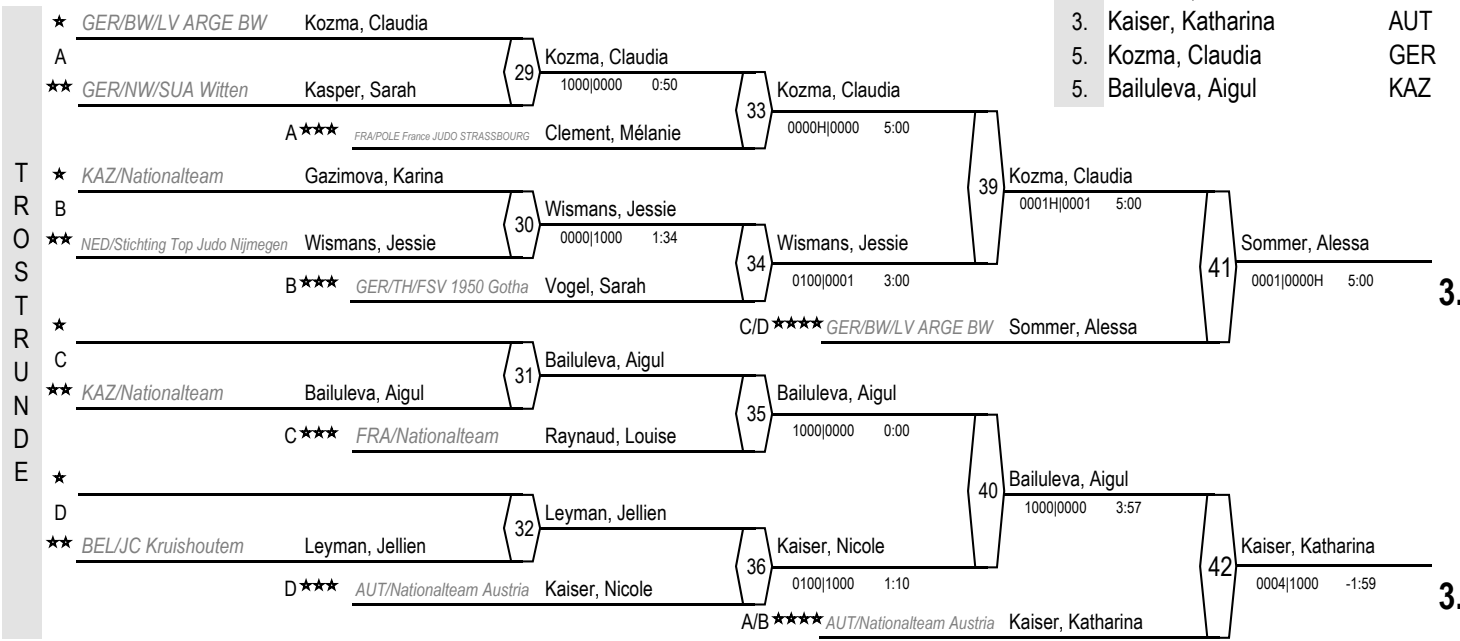 3. Kaiser, Katharina AUT
5. Kozma, Claudia GER
5. Bailuleva, Aigul KAZ
TROSTRUNDE
★ GER/BW/LV ARGE BW Kozma, Claudia
A
29 Kozma, Claudia
1000|0000 0:50
★★ GER/NW/SUA Witten Kasper, Sarah
33 Kozma, Claudia
0000H|0000 5:00
A★★★ FRA/POLE France JUDO STRASSBOURG Clement, Mélanie
★ KAZ/Nationalteam Gazimova, Karina
39 Kozma, Claudia
0001H|0001 5:00
B
30 Wismans, Jessie
0000|1000 1:34
★★ NED/Stichting Top Judo Nijmegen Wismans, Jessie
34 Wismans, Jessie
0100|0001 3:00
B★★★ GER/TH/FSV 1950 Gotha Vogel, Sarah
41 Sommer, Alessa
0001|0000H 5:00
3.
C/D★★★★ GER/BW/LV ARGE BW Sommer, Alessa
★
C
31 Bailuleva, Aigul
★★ KAZ/Nationalteam Bailuleva, Aigul
35 Bailuleva, Aigul
1000|0000 0:00
C★★★ FRA/Nationalteam Raynaud, Louise
★
40 Bailuleva, Aigul
1000|0000 3:57
D
32 Leyman, Jellien
★★ BEL/JC Kruishoutem Leyman, Jellien
36 Kaiser, Nicole
0100|1000 1:10
D★★★ AUT/Nationalteam Austria Kaiser, Nicole
42 Kaiser, Katharina
0004|1000 -1:59
3.
A/B★★★★ AUT/Nationalteam Austria Kaiser, Katharina